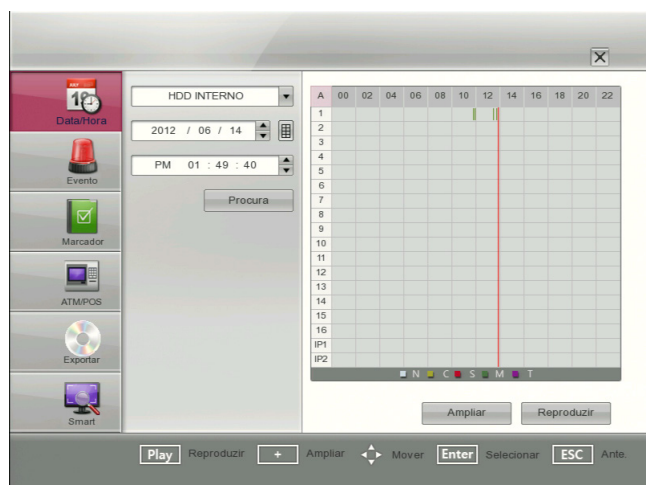 SEP
18
Data/Hora
Evento
Marcador
ATM/POS
Exportar
Smart
HDD INTERNO
2012 / 06 / 14
PM 01 : 49 : 40
Procura
A 00 02 04 06 08 10 12 14 16 18 20 22
1
2
3
4
5
6
7
8
9
10
11
12
13
14
15
16
IP1
IP2
N C S M T
Ampliar Reproduzir
Play Reproduzir + Ampliar Mover Enter Selecionar ESC Ante.